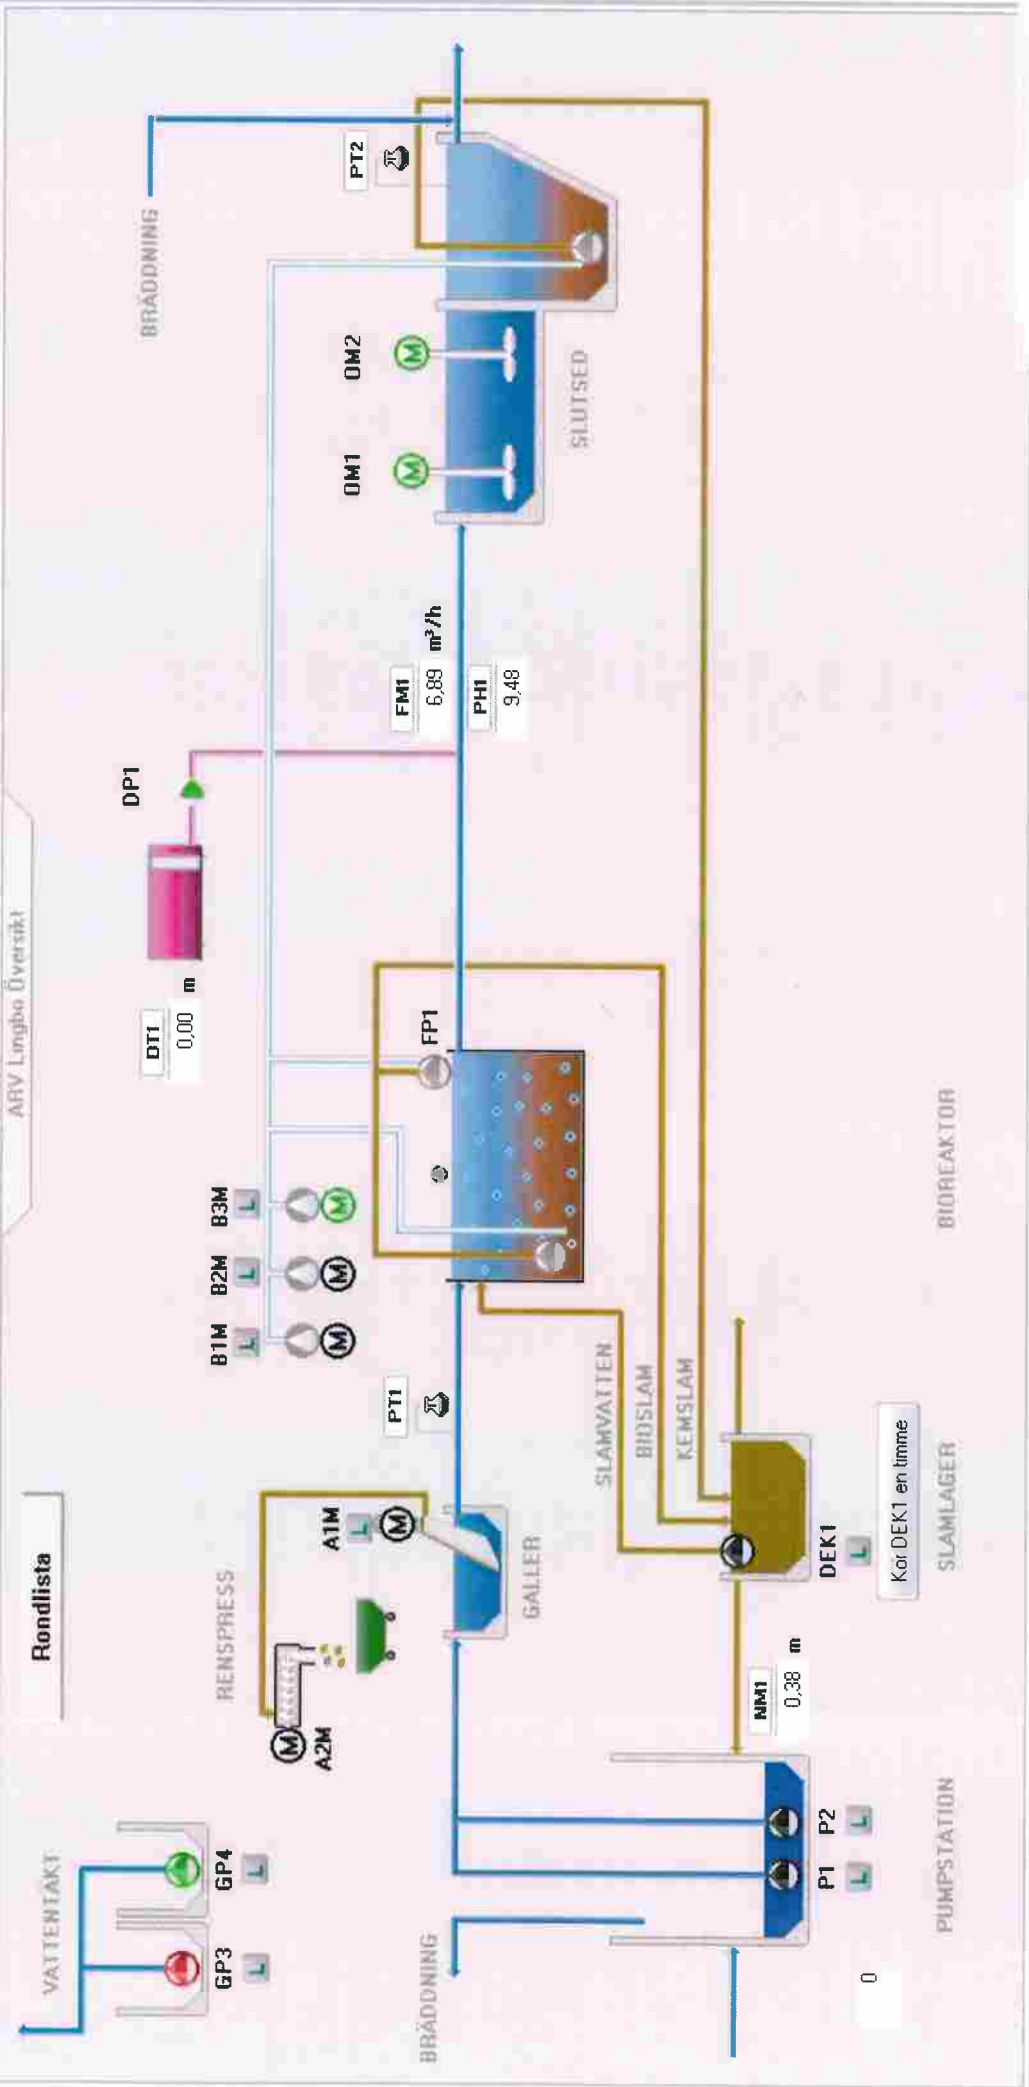 ARV Lingbo Översikt
Rondlista
VATTENTÄKT
GP3
GP4
L
L
RENSPRESS
A2M
M
A1M
L
M
GALLER
BRÄDDNING
PT1
B1M
B2M
B3M
L
L
L
M
M
M
FP1
DT1
0,00 m
DP1
FM1
6,89 m³/h
PH1
9,48
OM1
OM2
M
M
SLUTSED
PT2
BRÄDDNING
SLAMVATTEN
BIOSLAM
KEMSLAM
NM1
0,38 m
P1
P2
L
L
0
DEK1
L
Kör DEK1 en timme
PUMPSTATION
SLAMLAGER
BIOREAKTOR